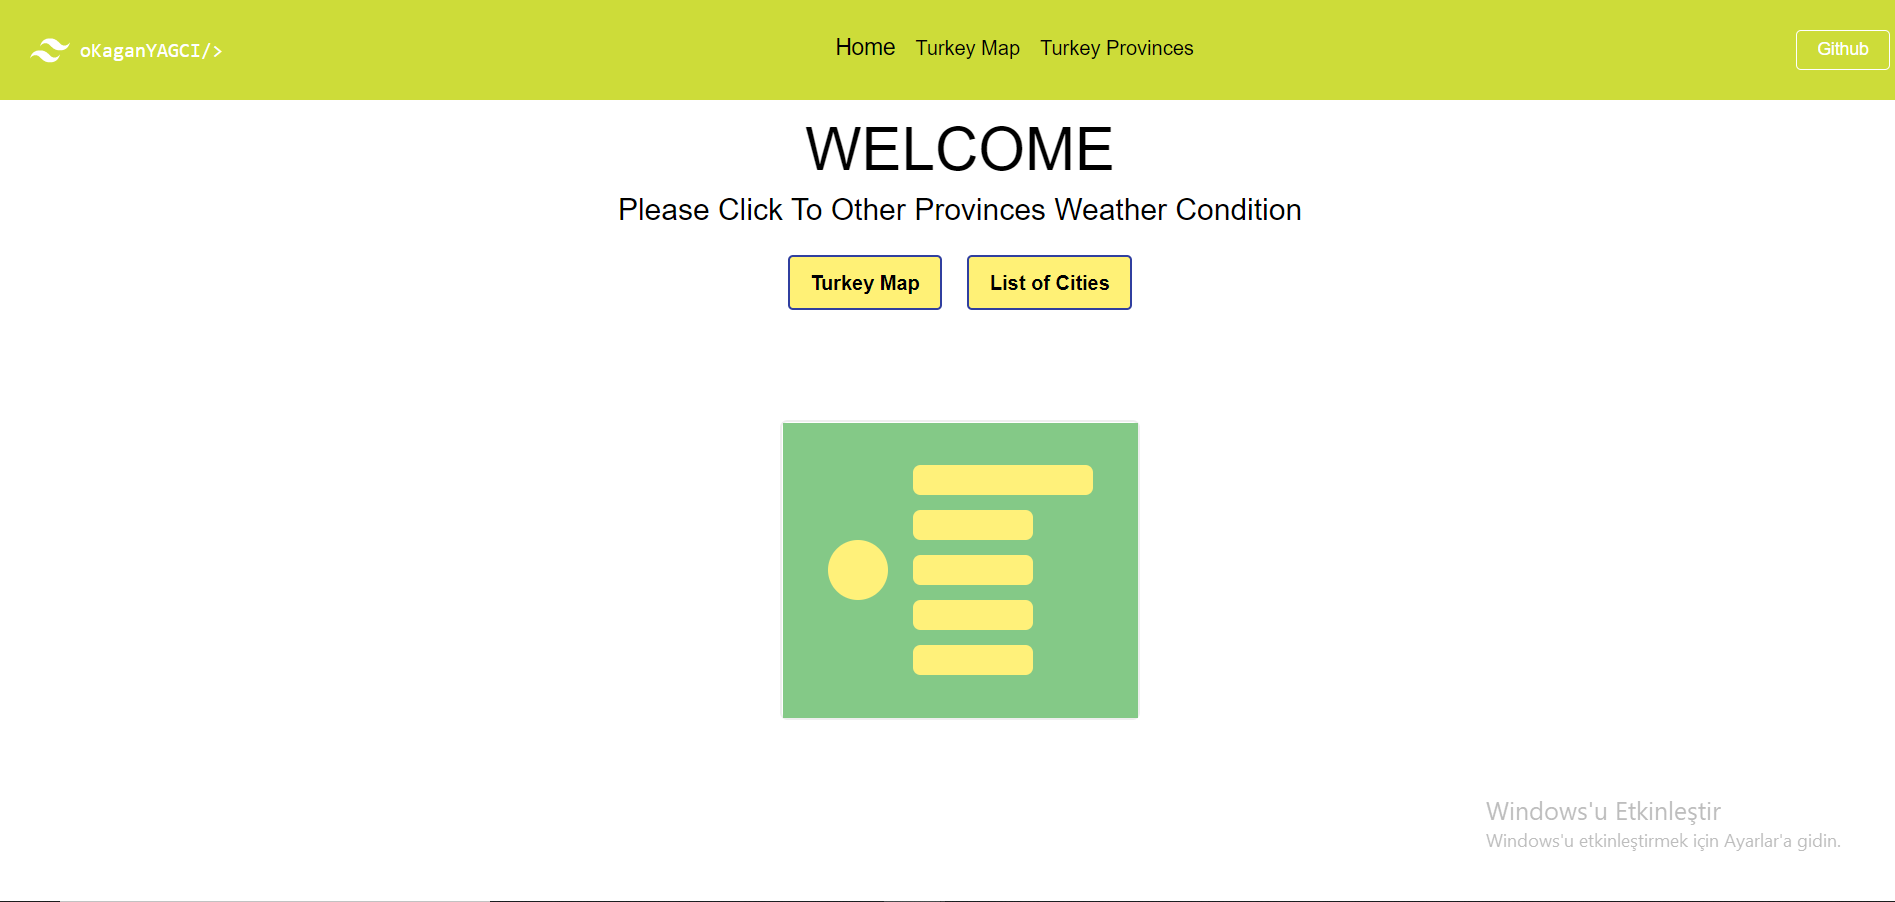 oKaganYAGCI/>
Home Turkey Map Turkey Provinces
Github
WELCOME
Please Click To Other Provinces Weather Condition
Turkey Map
List of Cities
Windows'u Etkinleştir
Windows'u etkinleştirmek için Ayarlar'a gidin.